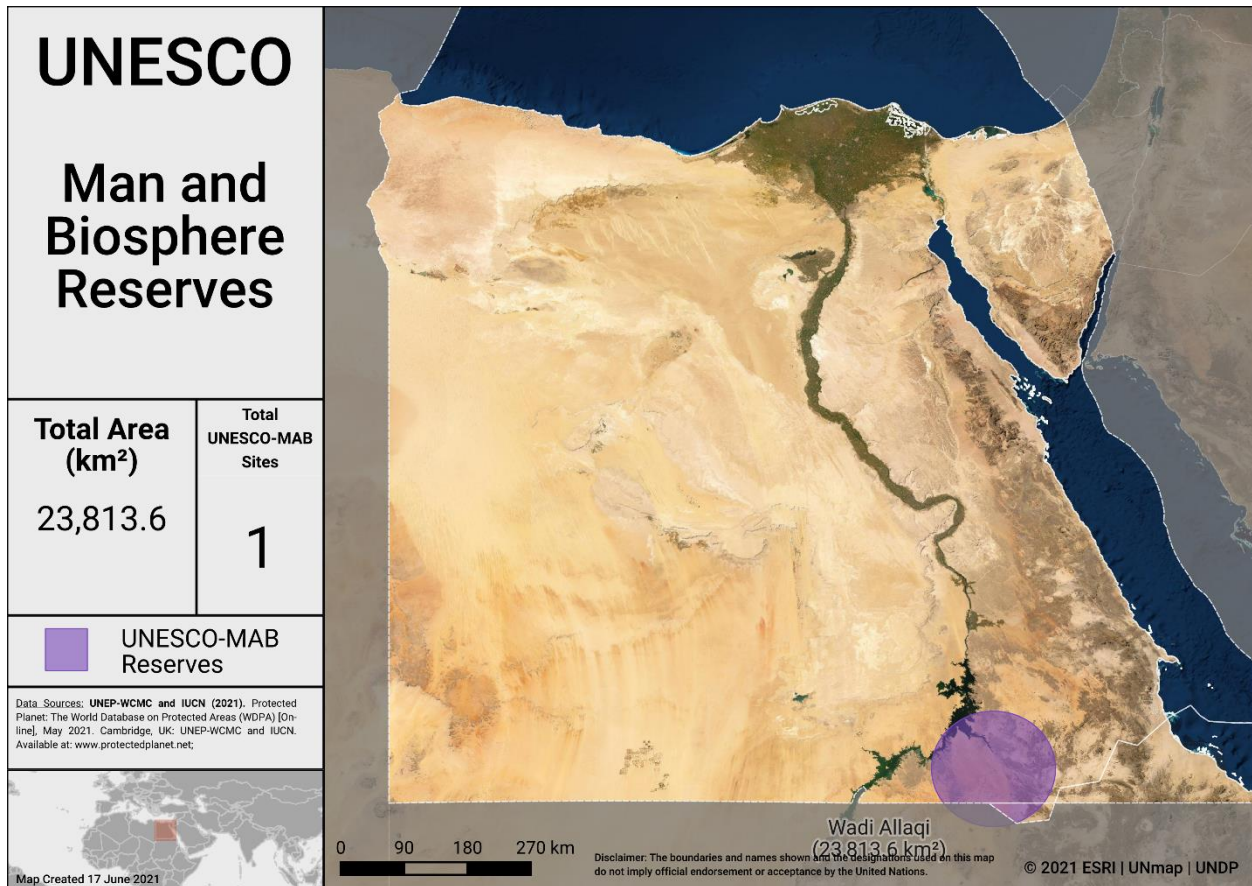 UNESCO
Man and
Biosphere
Reserves
Total Area
(km²)
23,813.6
Total
UNESCO-MAB
Sites
1
UNESCO-MAB
Reserves
Data Sources: UNEP-WCMC and IUCN (2021). Protected
Planet: The World Database on Protected Areas (WDPA) [On-
line], May 2021. Cambridge, UK: UNEP-WCMC and IUCN.
Available at: www.protectedplanet.net;
Map Created 17 June 2021
0 90 180 270 km
Wadi Allaqi
(23,813.6 km²)
Disclaimer: The boundaries and names shown and the designations used on this map
do not imply official endorsement or acceptance by the United Nations.
© 2021 ESRI | UNmap | UNDP